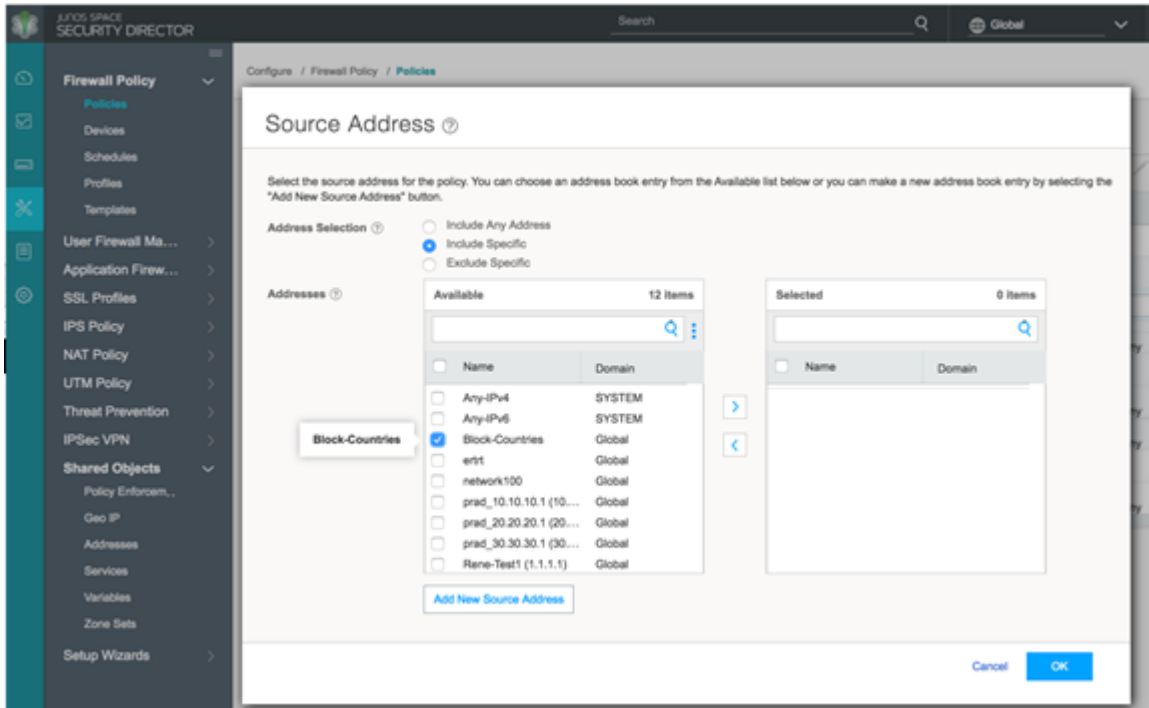 JUNOS SPACE
SECURITY DIRECTOR
Search
Global
Firewall Policy
Policies
Devices
Schedules
Profiles
Templates
User Firewall Ma...
Application Firew...
SSL Profiles
IPS Policy
NAT Policy
UTM Policy
Threat Prevention
IPSec VPN
Shared Objects
Policy Enforcem...
Geo IP
Addresses
Services
Variables
Zone Sets
Setup Wizards
Configure / Firewall Policy / Policies
Source Address
Select the source address for the policy. You can choose an address book entry from the Available list below or you can make a new address book entry by selecting the
"Add New Source Address" button.
Address Selection
Include Any Address
Include Specific
Exclude Specific
Addresses
Available 12 items
Name Domain
Any-IPv4 SYSTEM
Any-IPv6 SYSTEM
Block-Countries
Block-Countries Global
ertrt Global
network100 Global
prad_10.10.10.1 (10.... Global
prad_20.20.20.1 (20.... Global
prad_30.30.30.1 (30.... Global
Rene-Test1 (1.1.1.1) Global
Selected 0 items
Name Domain
Add New Source Address
Cancel OK